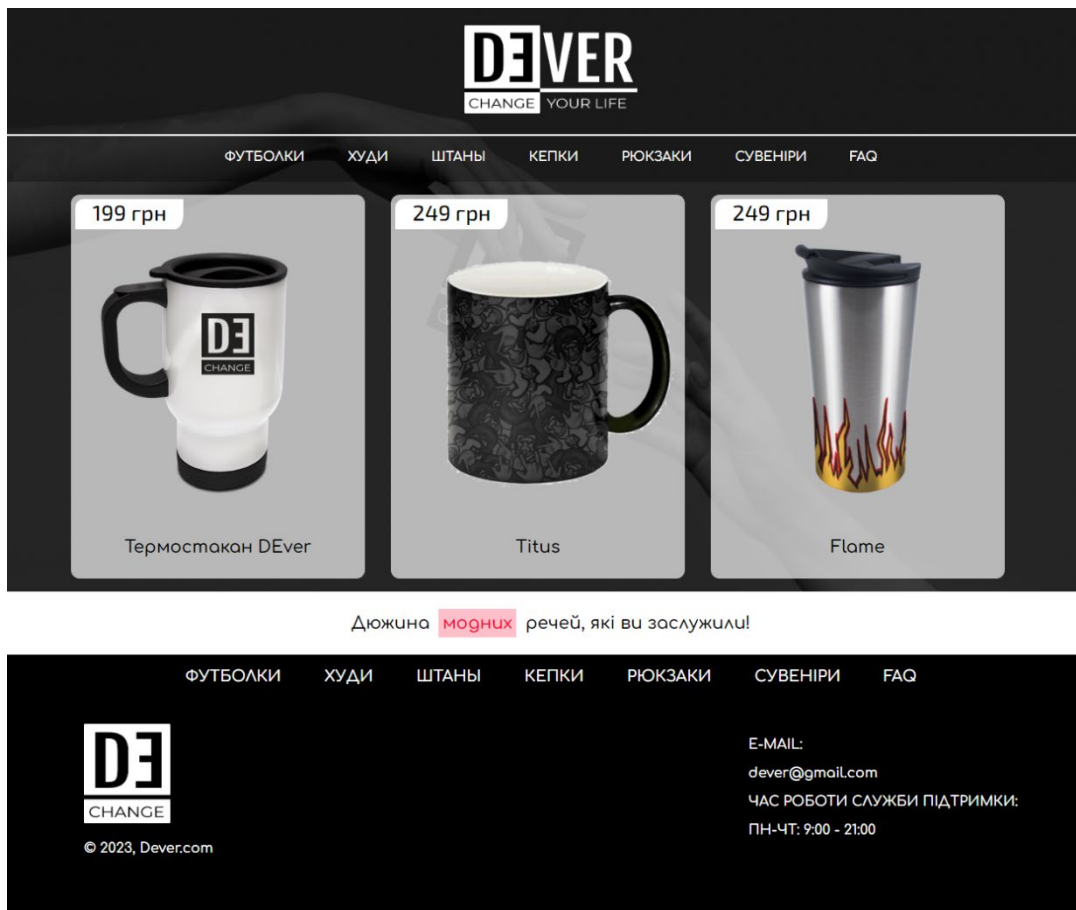 DEVER
CHANGE YOUR LIFE
ФУТБОЛКИ ХУДИ ШТАНЫ КЕПКИ РЮКЗАКИ СУВЕНІРИ FAQ
199 грн 249 грн 249 грн
DE
CHANGE
Термостакан DEver Titus Flame
Дюжина модних речей, які ви заслужили!
ФУТБОЛКИ ХУДИ ШТАНЫ КЕПКИ РЮКЗАКИ СУВЕНІРИ FAQ
DE
CHANGE
© 2023, Dever.com
E-MAIL:
dever@gmail.com
ЧАС РОБОТИ СЛУЖБИ ПІДТРИМКИ:
ПН-ЧТ: 9:00 - 21:00